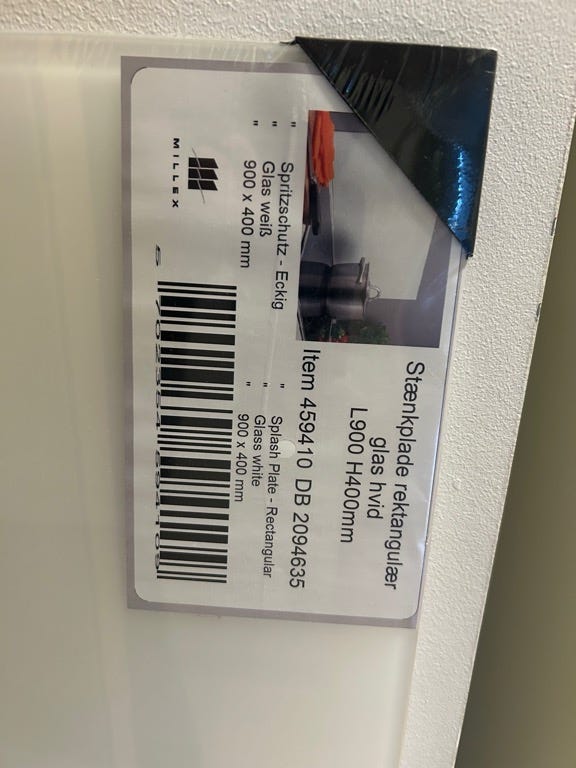 Stænkplade rektangulær
glas hvid
L900 H400mm
Item 459410 DB 2094635
" Spritzschutz - Eckig
" Glas weiß
" 900 x 400 mm
" Splash Plate - Rectangular
" Glass white
" 900 x 400 mm
MILLEX